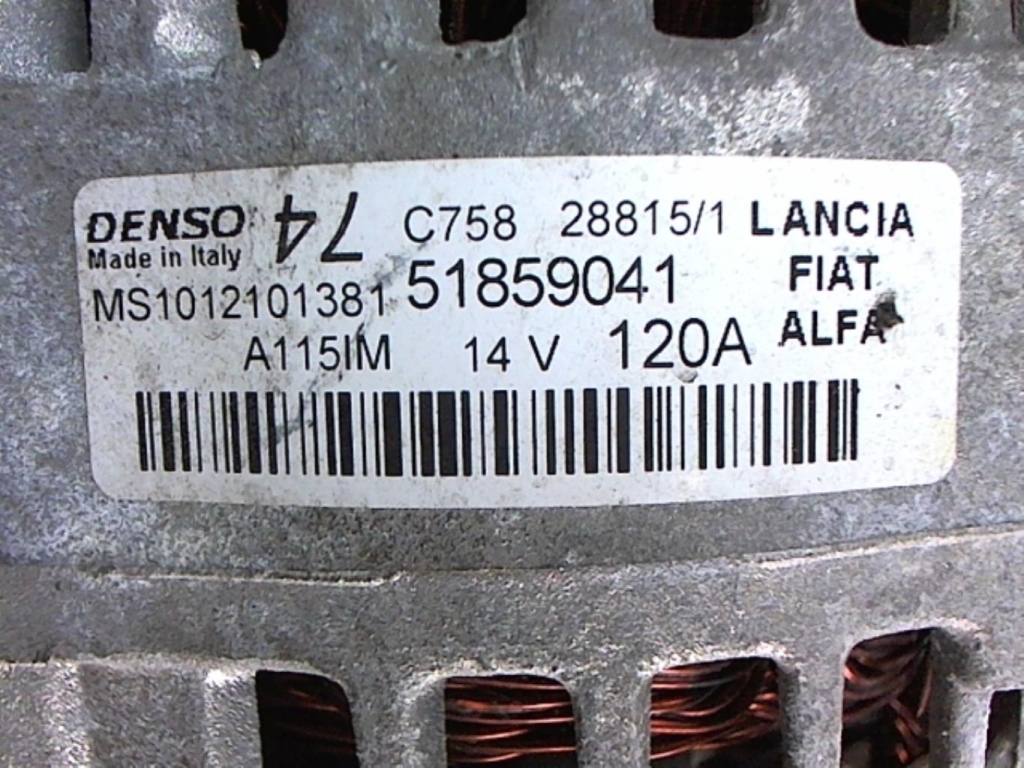 DENSO 74 C758 28815/1 LANCIA
Made in Italy 51859041 FIAT
MS1012101381 ALFA
A115IM 14 V 120A